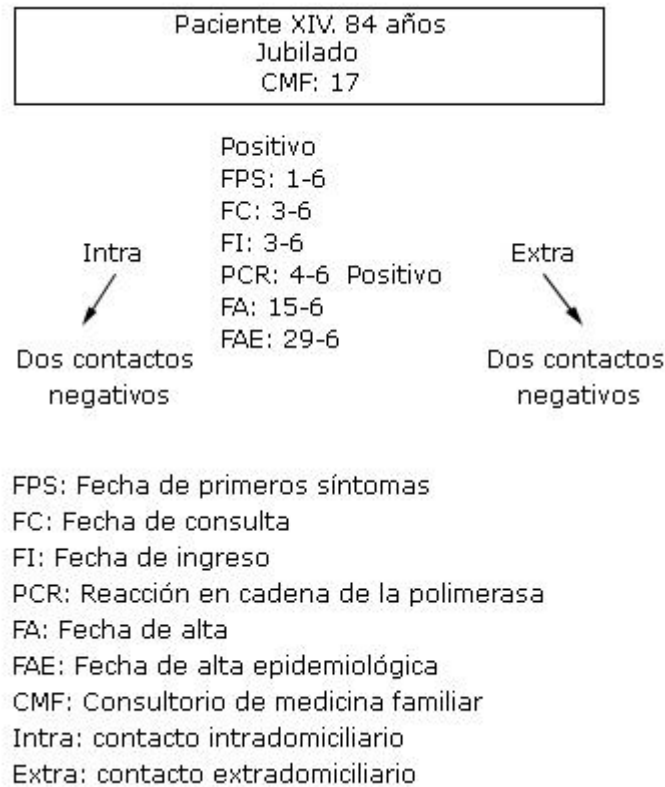 Paciente XIV. 84 años
Jubilado
CMF: 17
Positivo
FPS: 1-6
FC: 3-6
FI: 3-6
PCR: 4-6 Positivo
FA: 15-6
FAE: 29-6
Intra
Dos contactos
negativos
Extra
Dos contactos
negativos
FPS: Fecha de primeros síntomas
FC: Fecha de consulta
FI: Fecha de ingreso
PCR: Reacción en cadena de la polimerasa
FA: Fecha de alta
FAE: Fecha de alta epidemiológica
CMF: Consultorio de medicina familiar
Intra: contacto intradomiciliario
Extra: contacto extradomiciliario